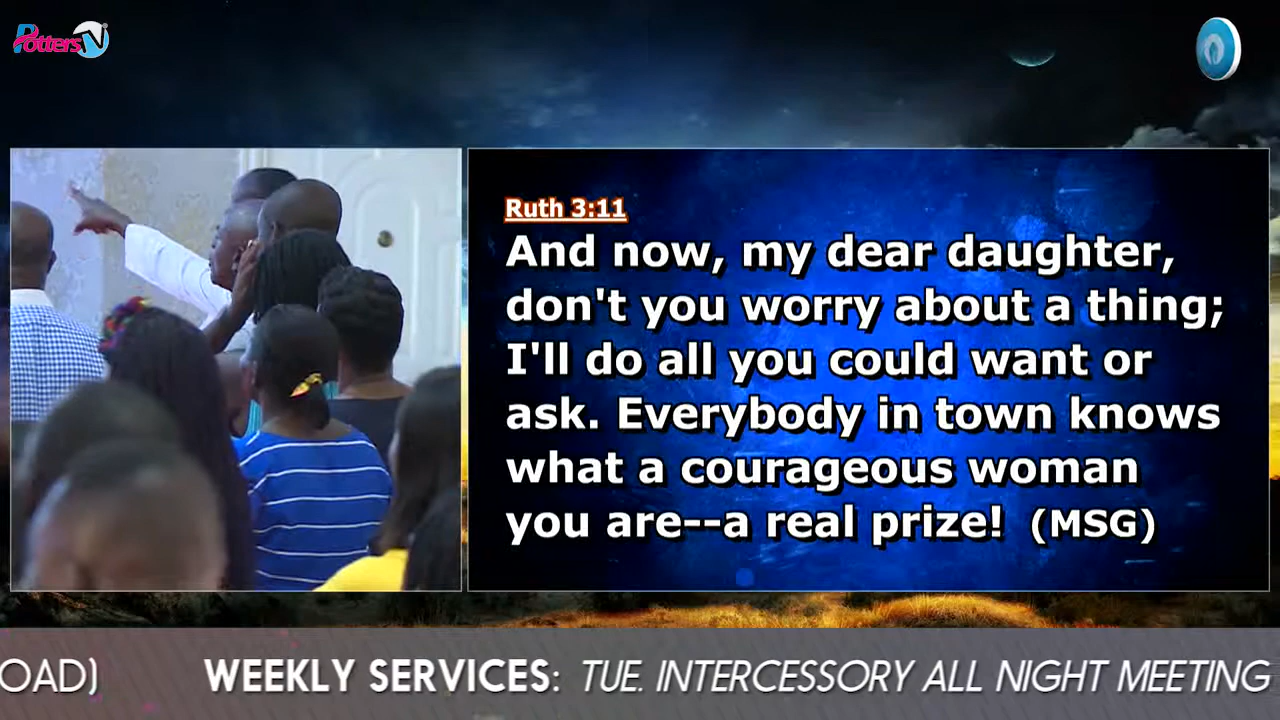 PottersTV
Ruth 3:11
And now, my dear daughter,
don't you worry about a thing;
I'll do all you could want or
ask. Everybody in town knows
what a courageous woman
you are--a real prize! (MSG)
OAD) WEEKLY SERVICES: TUE. INTERCESSORY ALL NIGHT MEETING